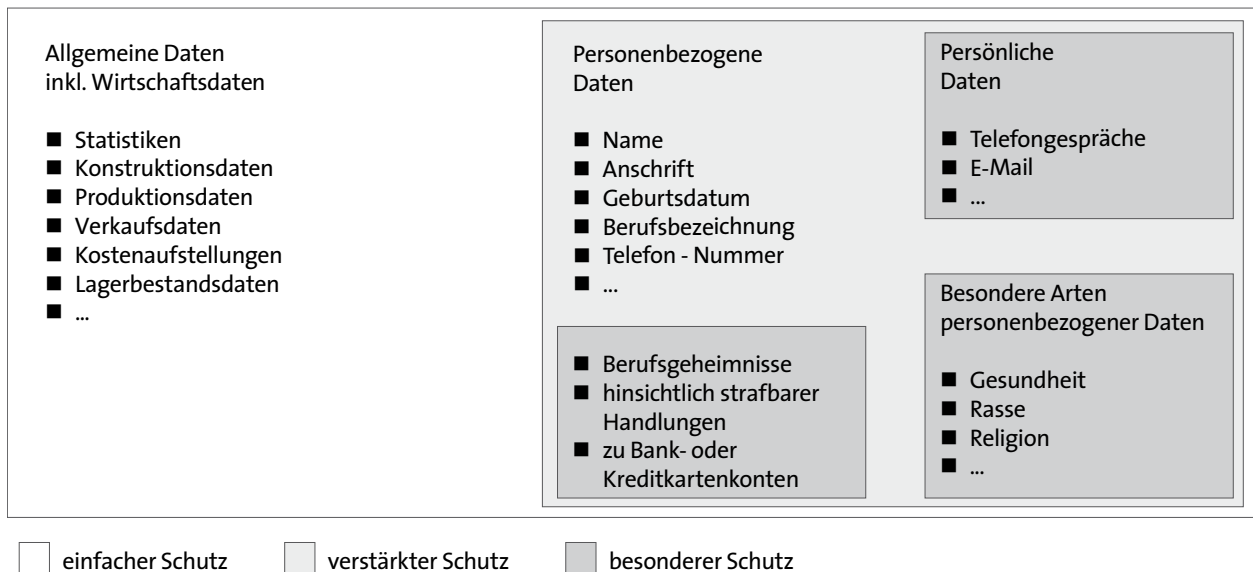 Allgemeine Daten
inkl. Wirtschaftsdaten
■ Statistiken
■ Konstruktionsdaten
■ Produktionsdaten
■ Verkaufsdaten
■ Kostenaufstellungen
■ Lagerbestandsdaten
■ ...
Personenbezogene
Daten
■ Name
■ Anschrift
■ Geburtsdatum
■ Berufsbezeichnung
■ Telefon - Nummer
■ ...
■ Berufsgeheimnisse
■ hinsichtlich strafbarer
Handlungen
■ zu Bank- oder
Kreditkartenkonten
Persönliche
Daten
■ Telefongespräche
■ E-Mail
■ ...
Besondere Arten
personenbezogener Daten
■ Gesundheit
■ Rasse
■ Religion
■ ...
einfacher Schutz
verstärkter Schutz
besonderer Schutz